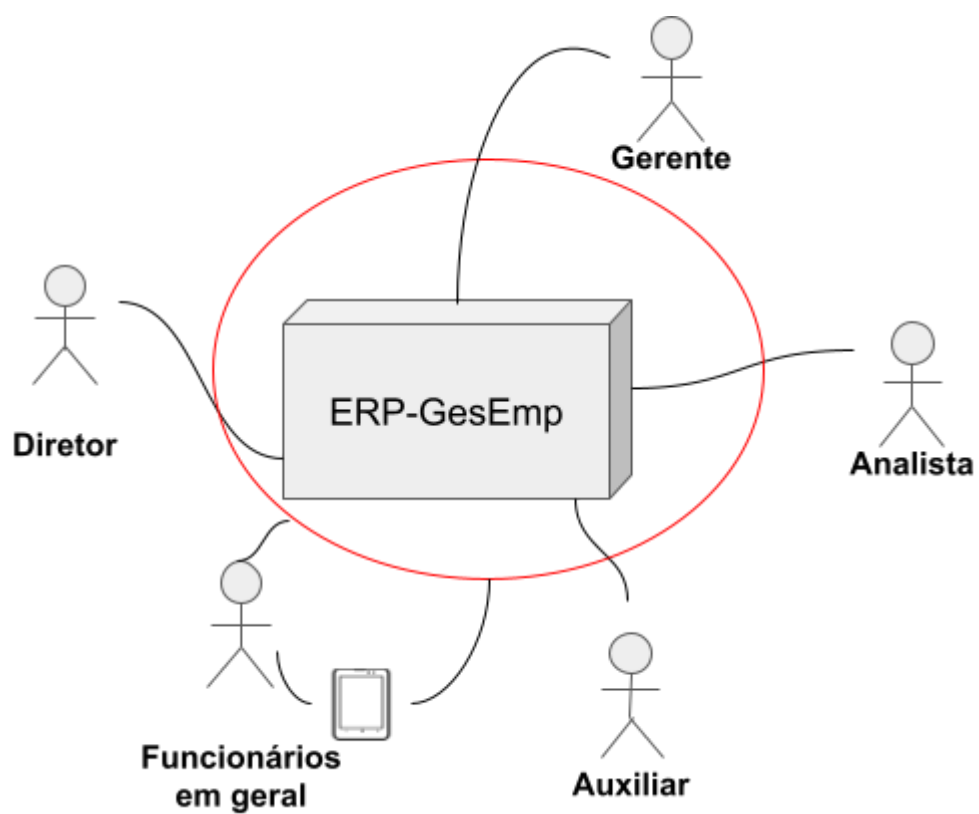 Gerente
ERP-GesEmp
Diretor
Analista
Funcionários
em geral
Auxiliar